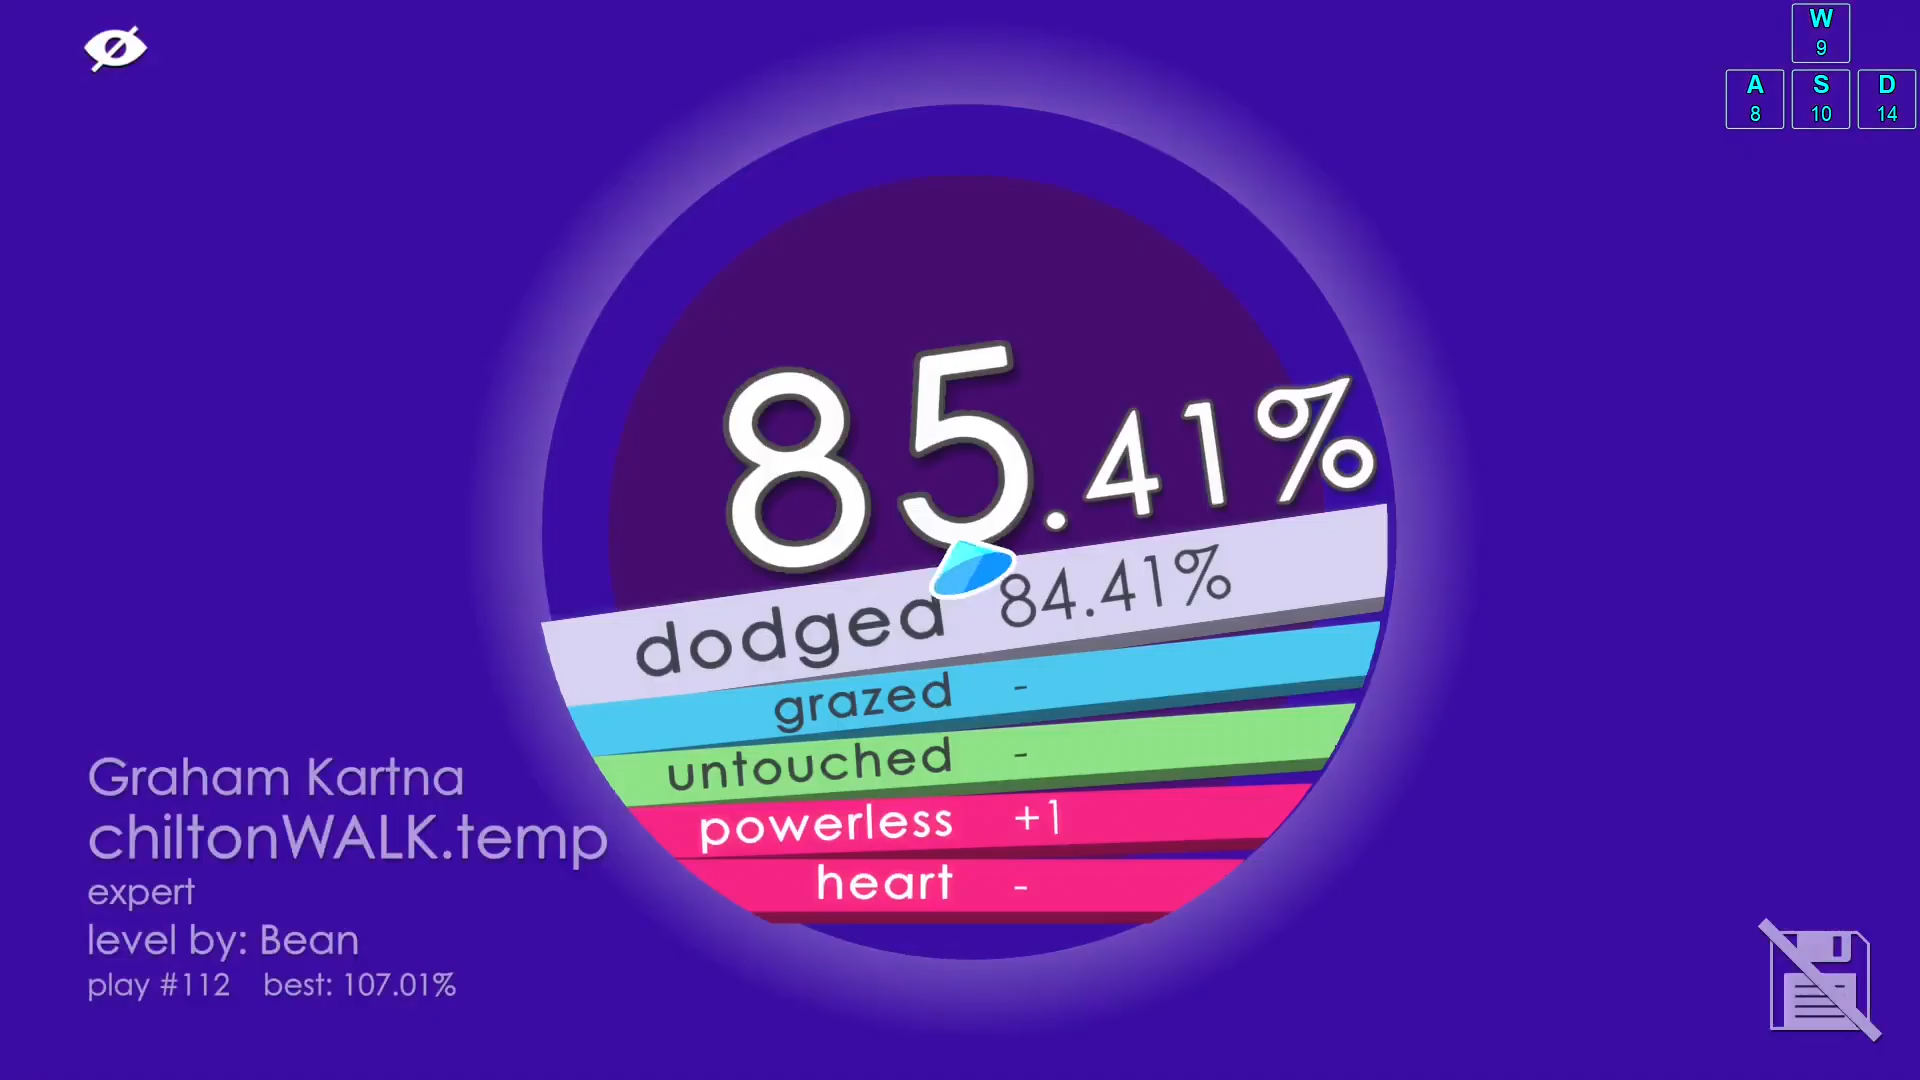 W
9
A S D
8 10 14
85.41%
dodged 84.41%
grazed -
untouched -
powerless +1
heart -
Graham Kartna
chiltonWALK.temp
expert
level by: Bean
play #112 best: 107.01%